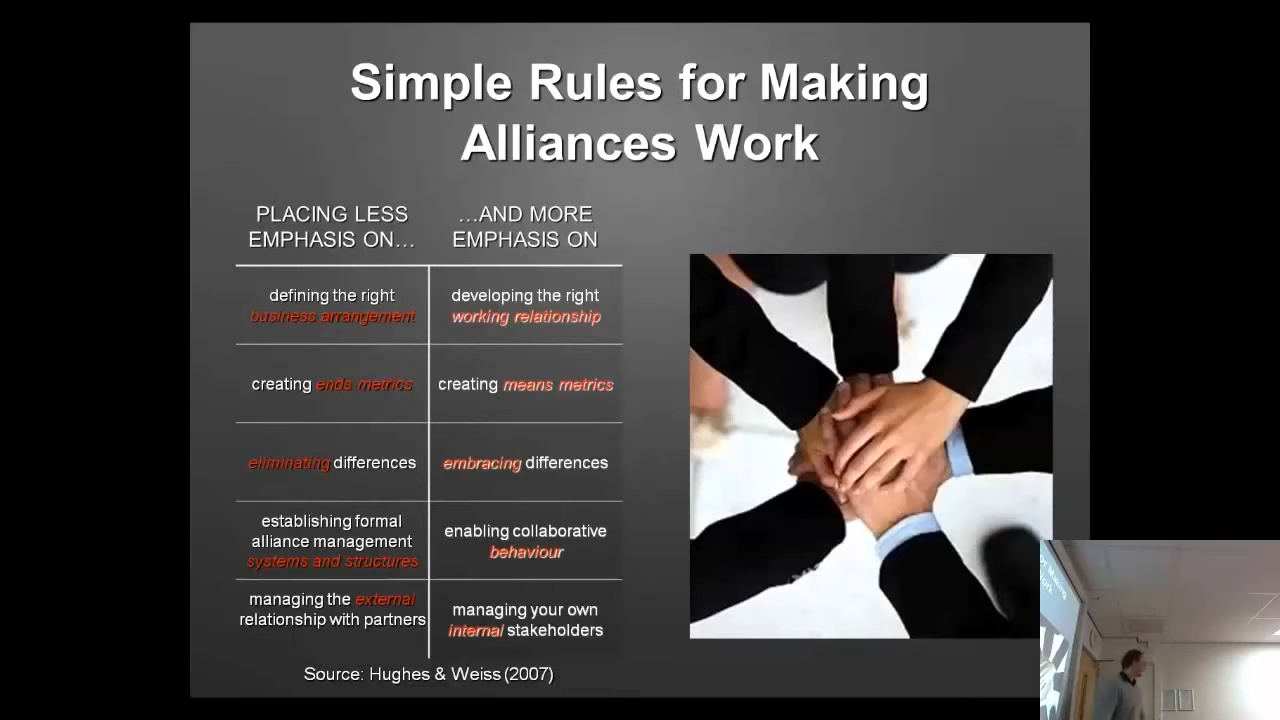 Simple Rules for Making
Alliances Work
PLACING LESS
EMPHASIS ON…
…AND MORE
EMPHASIS ON
defining the right
business arrangement
developing the right
working relationship
creating ends metrics
creating means metrics
eliminating differences
embracing differences
establishing formal
alliance management
systems and structures
enabling collaborative
behaviour
managing the external
relationship with partners
managing your own
internal stakeholders
Source: Hughes & Weiss (2007)
Making